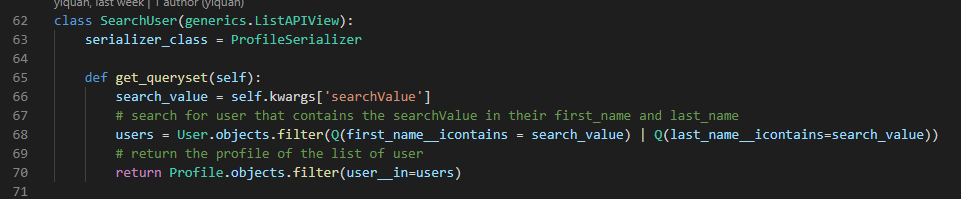 yiquan, last week | 1 author (yiquan)
62 class SearchUser(generics.ListAPIView):
63     serializer_class = ProfileSerializer
64
65     def get_queryset(self):
66         search_value = self.kwargs['searchValue']
67         # search for user that contains the searchValue in their first_name and last_name
68         users = User.objects.filter(Q(first_name__icontains = search_value) | Q(last_name__icontains=search_value))
69         # return the profile of the list of user
70         return Profile.objects.filter(user__in=users)
71